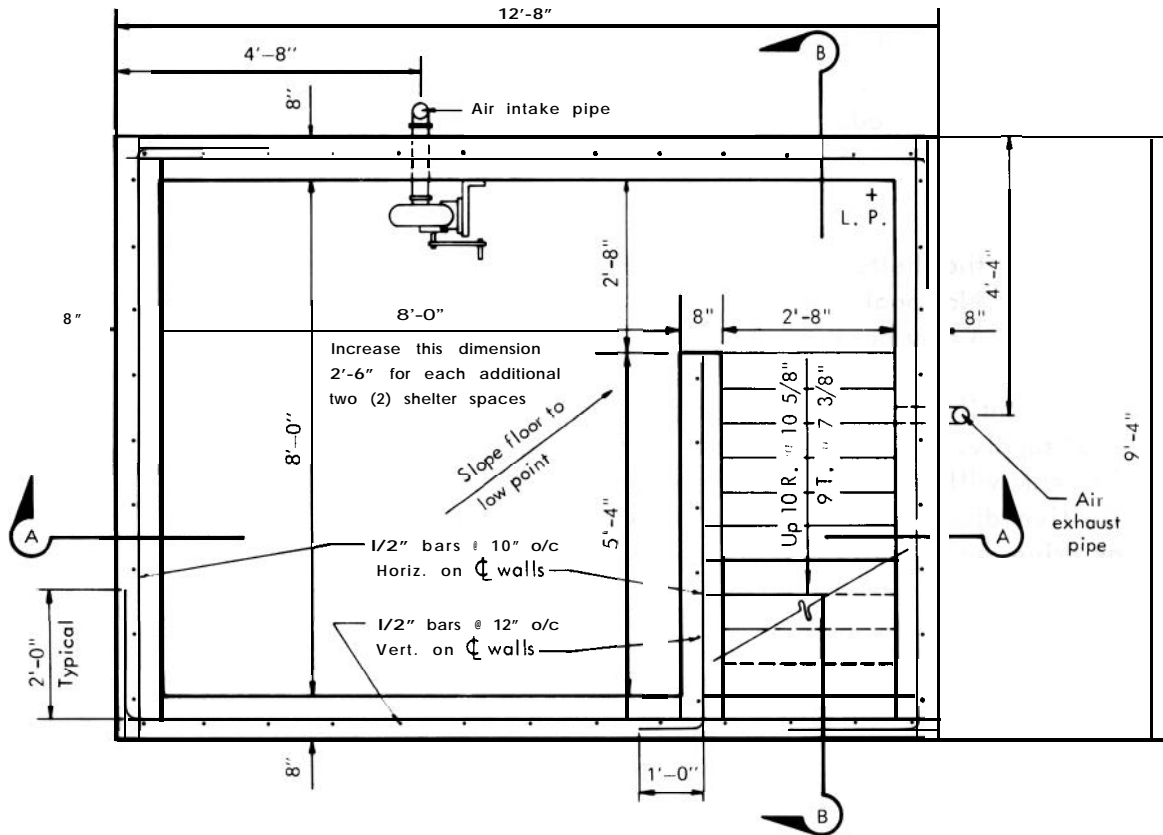 12'-8"
4'-8"
B
8"
Air intake pipe
+
L. P.
2'-8"
4'-4"
8"
8'-0"
8"
2'-8"
8"
Increase this dimension
2'-6" for each additional
two (2) shelter spaces
Slope floor to
low point
8'-0"
5'-4"
Up 10 R. @ 10 5/8"
9 T. @ 7 3/8"
9'-4"
A
A
Air
exhaust
pipe
1/2" bars @ 10" o/c
Horiz. on ℄ walls
1/2" bars @ 12" o/c
Vert. on ℄ walls
2'-0"
Typical
8"
1'-0"
B